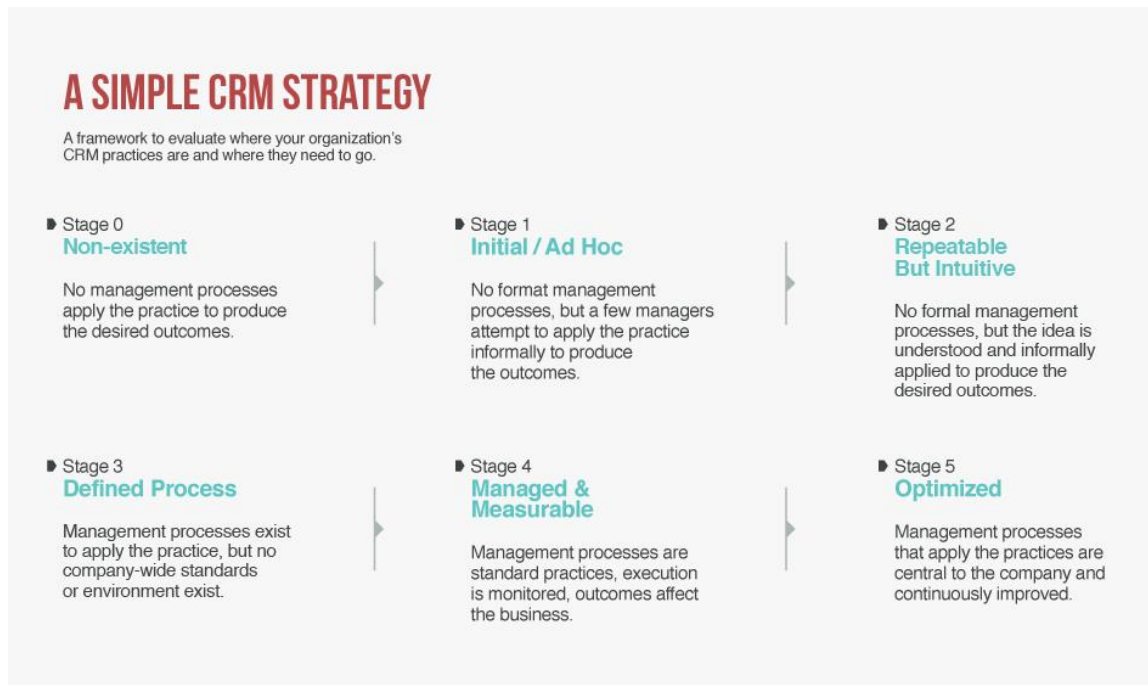 A SIMPLE CRM STRATEGY
A framework to evaluate where your organization's
CRM practices are and where they need to go.
Stage 0
Non-existent
No management processes
apply the practice to produce
the desired outcomes.
Stage 1
Initial / Ad Hoc
No format management
processes, but a few managers
attempt to apply the practice
informally to produce
the outcomes.
Stage 2
Repeatable
But Intuitive
No formal management
processes, but the idea is
understood and informally
applied to produce the
desired outcomes.
Stage 3
Defined Process
Management processes exist
to apply the practice, but no
company-wide standards
or environment exist.
Stage 4
Managed &
Measurable
Management processes are
standard practices, execution
is monitored, outcomes affect
the business.
Stage 5
Optimized
Management processes
that apply the practices are
central to the company and
continuously improved.